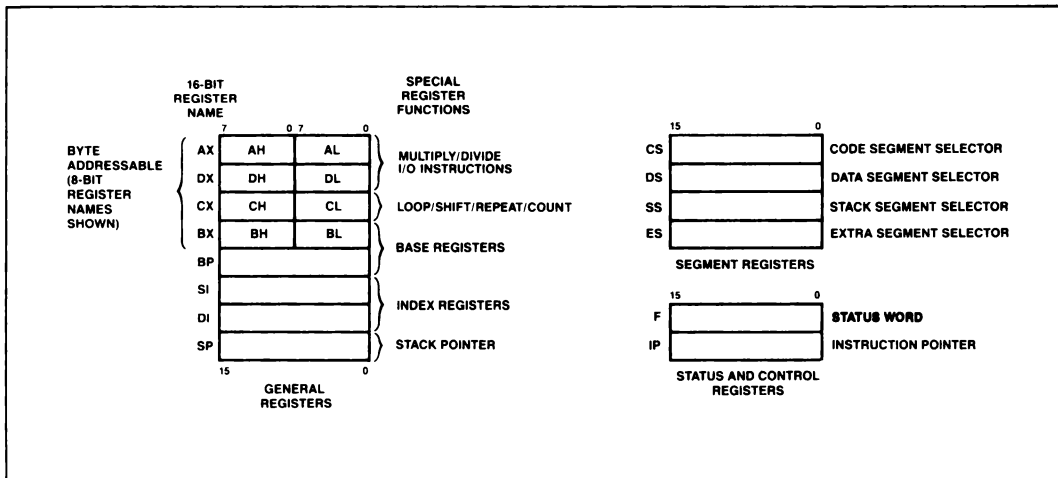 16-BIT
REGISTER
NAME
SPECIAL
REGISTER
FUNCTIONS
7 0 7 0
BYTE
ADDRESSABLE
(8-BIT
REGISTER
NAMES
SHOWN)
AX AH AL
DX DH DL
MULTIPLY/DIVIDE
I/O INSTRUCTIONS
CX CH CL LOOP/SHIFT/REPEAT/COUNT
BX BH BL
BP
BASE REGISTERS
SI
DI
INDEX REGISTERS
SP STACK POINTER
15 0
GENERAL
REGISTERS
15 0
CS CODE SEGMENT SELECTOR
DS DATA SEGMENT SELECTOR
SS STACK SEGMENT SELECTOR
ES EXTRA SEGMENT SELECTOR
SEGMENT REGISTERS
15 0
F STATUS WORD
IP INSTRUCTION POINTER
STATUS AND CONTROL
REGISTERS